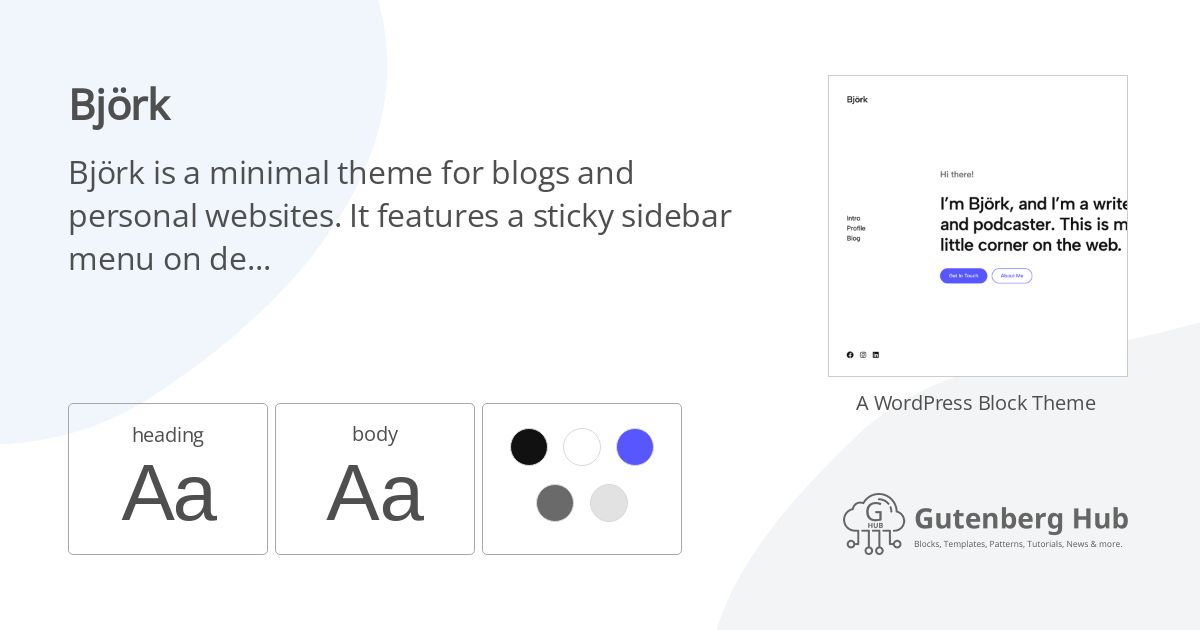 Björk
Björk is a minimal theme for blogs and
personal websites. It features a sticky sidebar
menu on de...
heading
Aa
body
Aa
Björk
Hi there!
I'm Björk, and I'm a write
and podcaster. This is m
little corner on the web.
Get In Touch
About Me
Intro
Profile
Blog
A WordPress Block Theme
G
HUB
Gutenberg Hub
Blocks, Templates, Patterns, Tutorials, News & more.